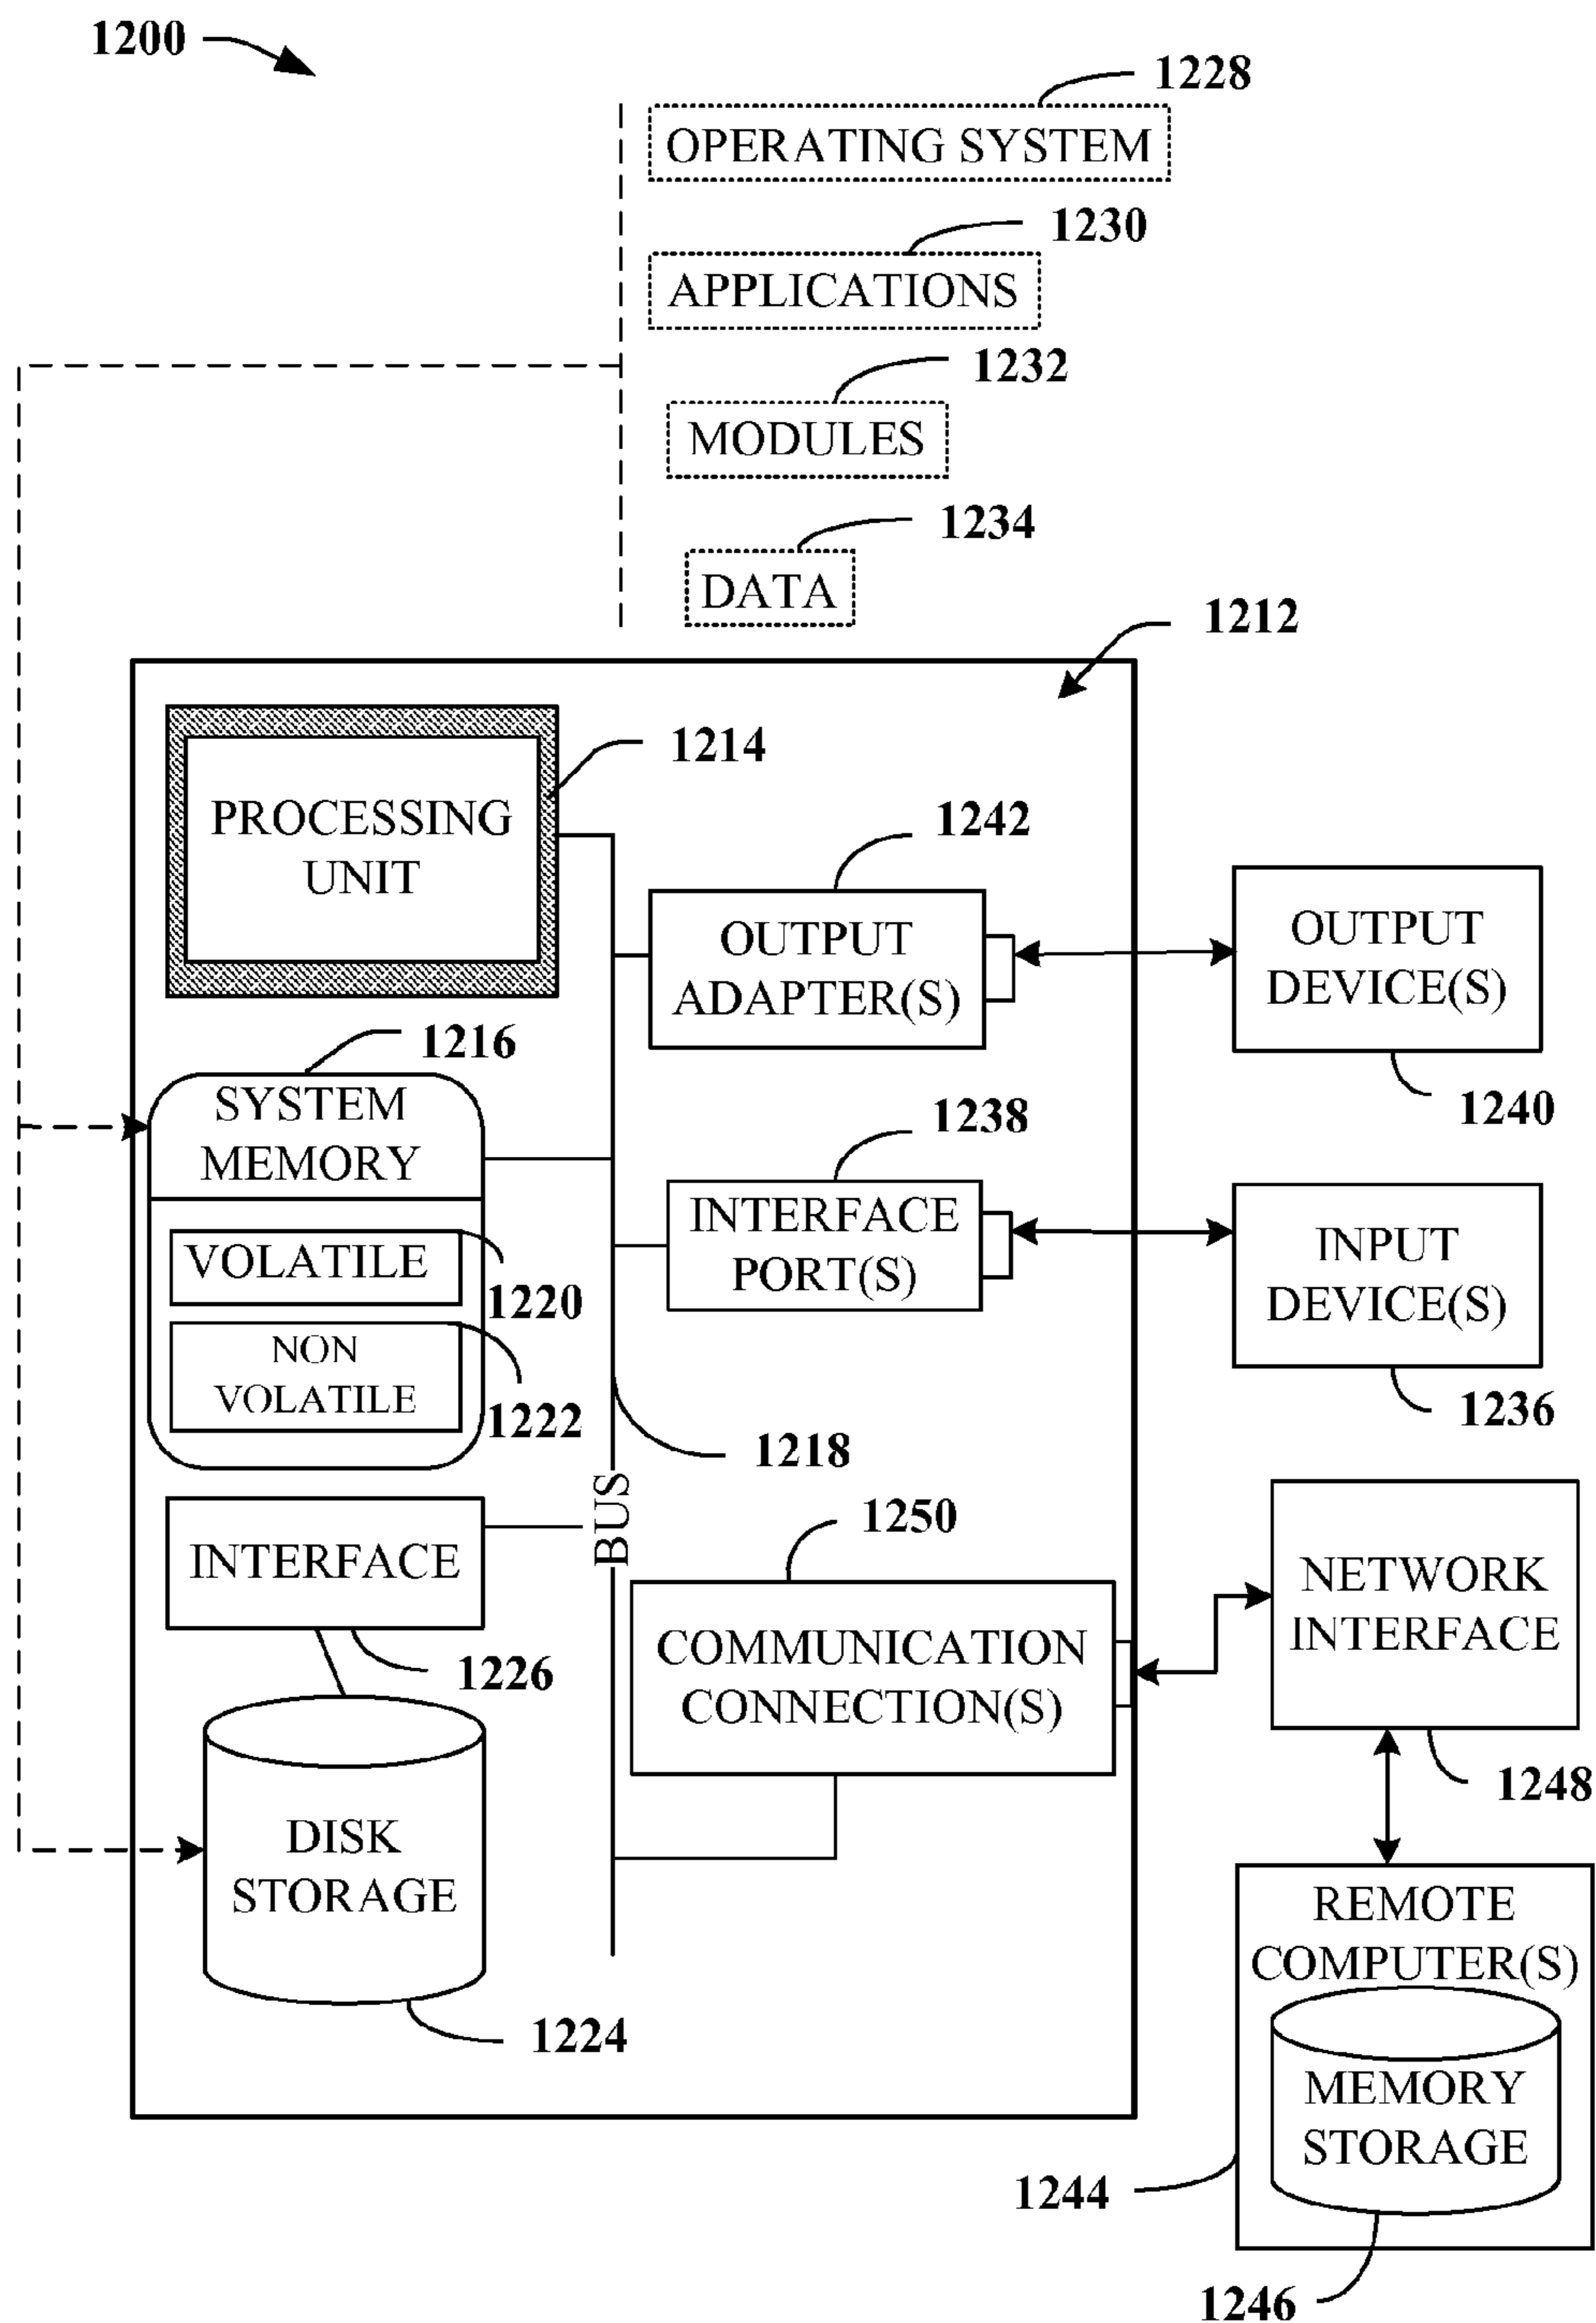 1200
1228
OPERATING SYSTEM
1230
APPLICATIONS
1232
MODULES
1234
DATA
1212
PROCESSING
UNIT
1214
1242
OUTPUT
ADAPTER(S)
OUTPUT
DEVICE(S)
1240
1216
SYSTEM
MEMORY
VOLATILE
1220
NON
VOLATILE
1222
1238
INTERFACE
PORT(S)
INPUT
DEVICE(S)
1236
1218
BUS
INTERFACE
1226
1250
COMMUNICATION
CONNECTION(S)
NETWORK
INTERFACE
1248
DISK
STORAGE
1224
REMOTE
COMPUTER(S)
MEMORY
STORAGE
1244
1246